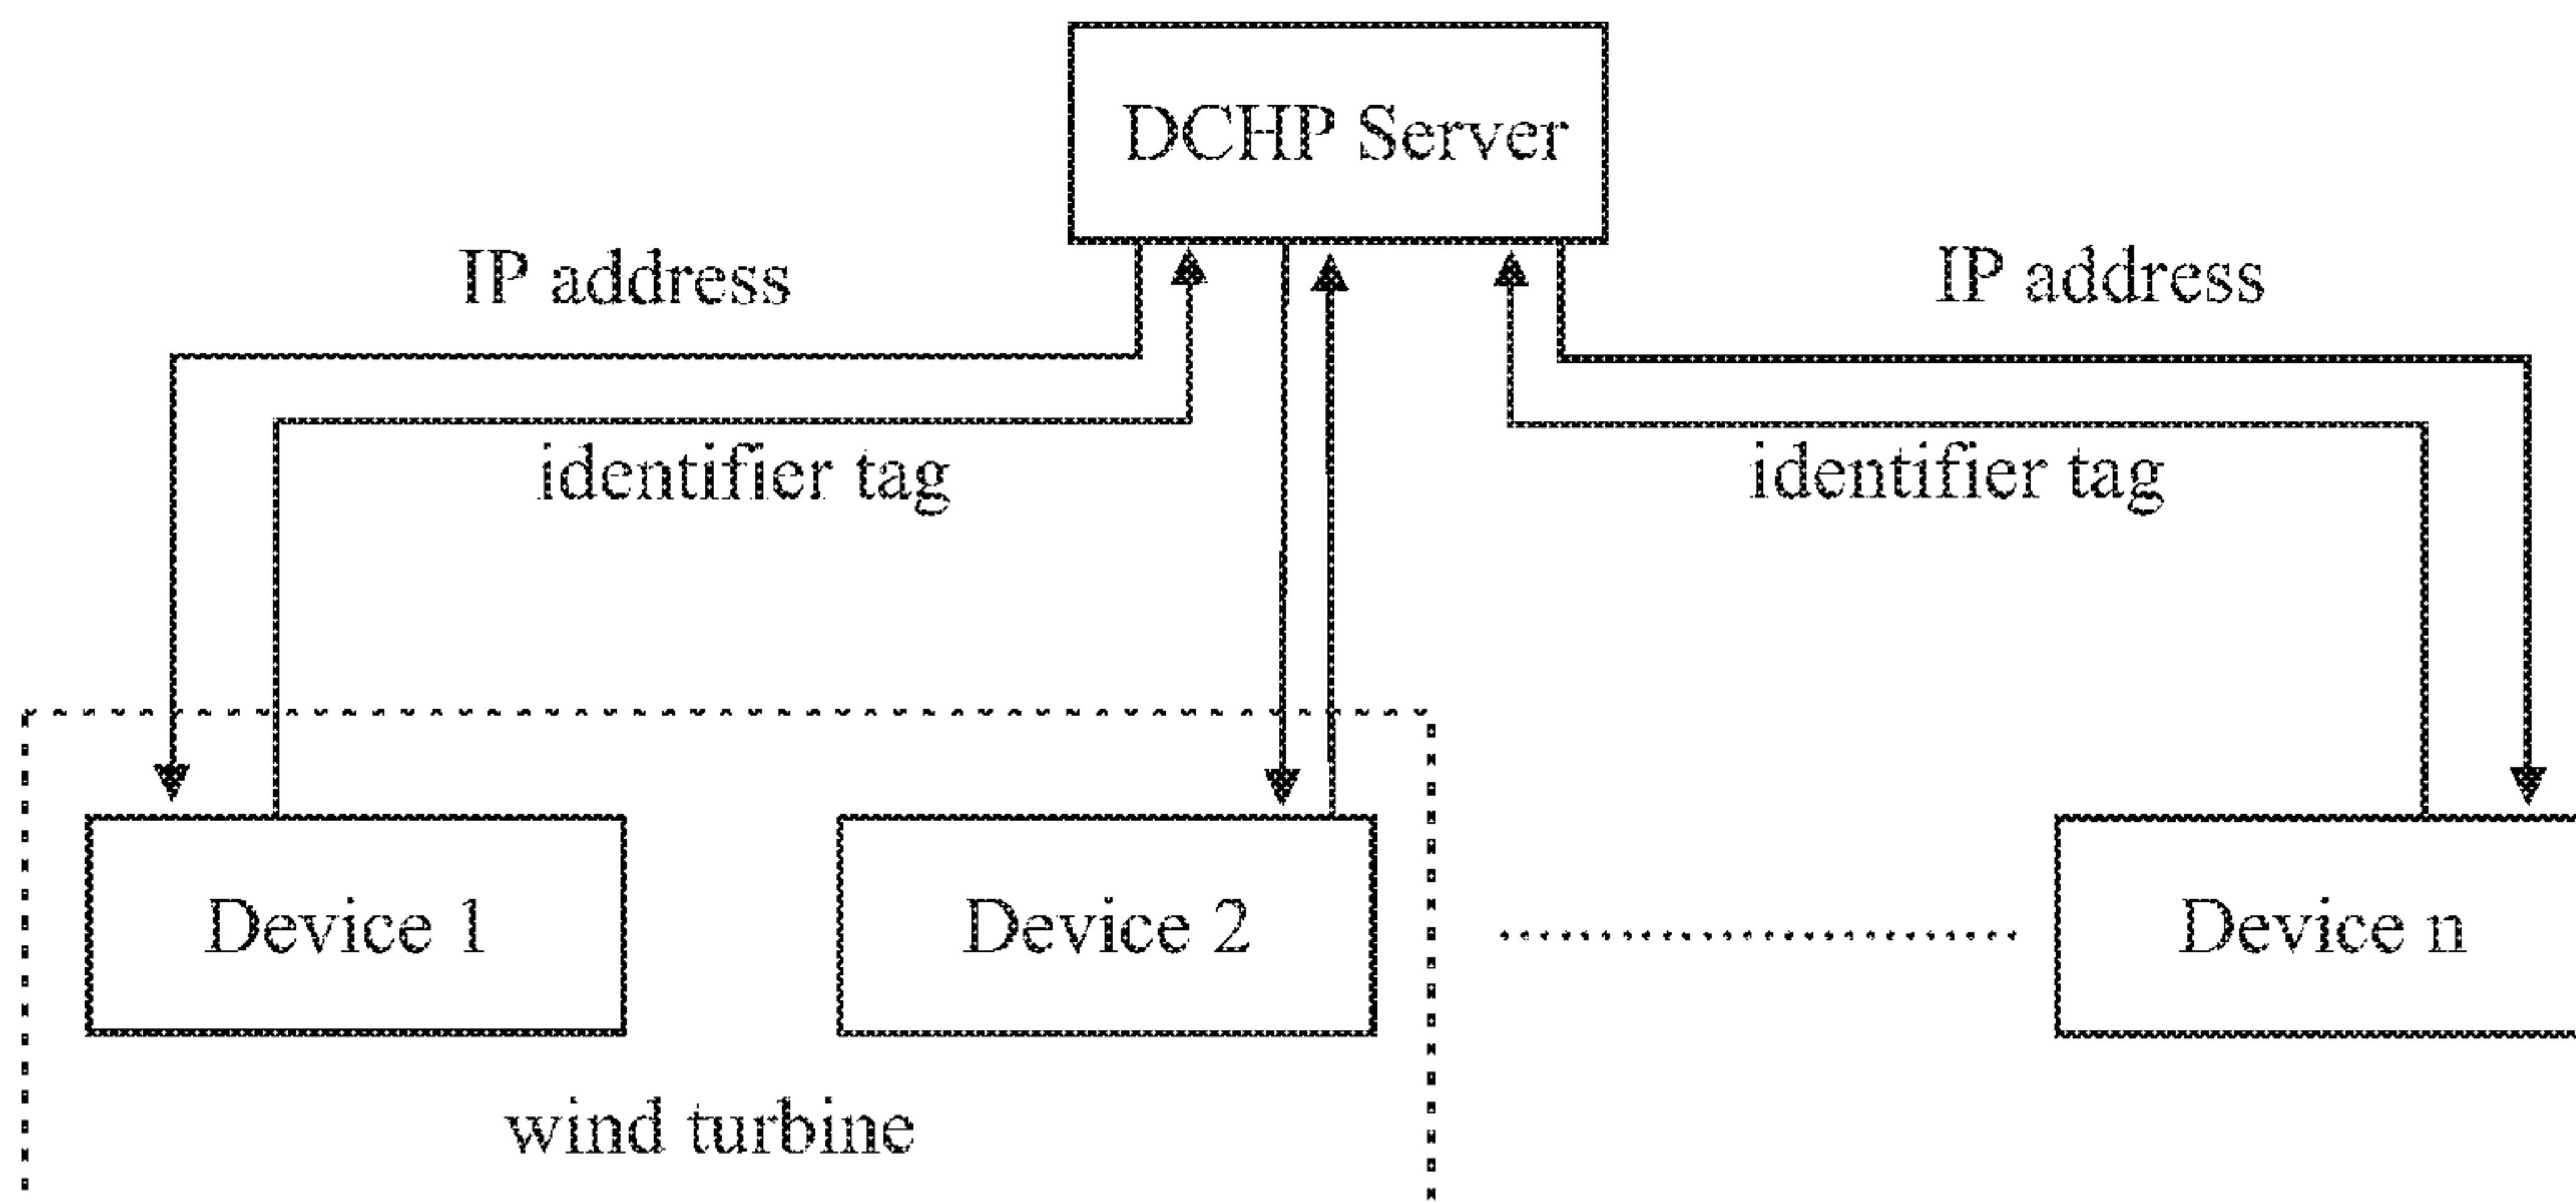 DCHP Server
IP address
IP address
identifier tag
identifier tag
Device 1
Device 2
Device n
wind turbine